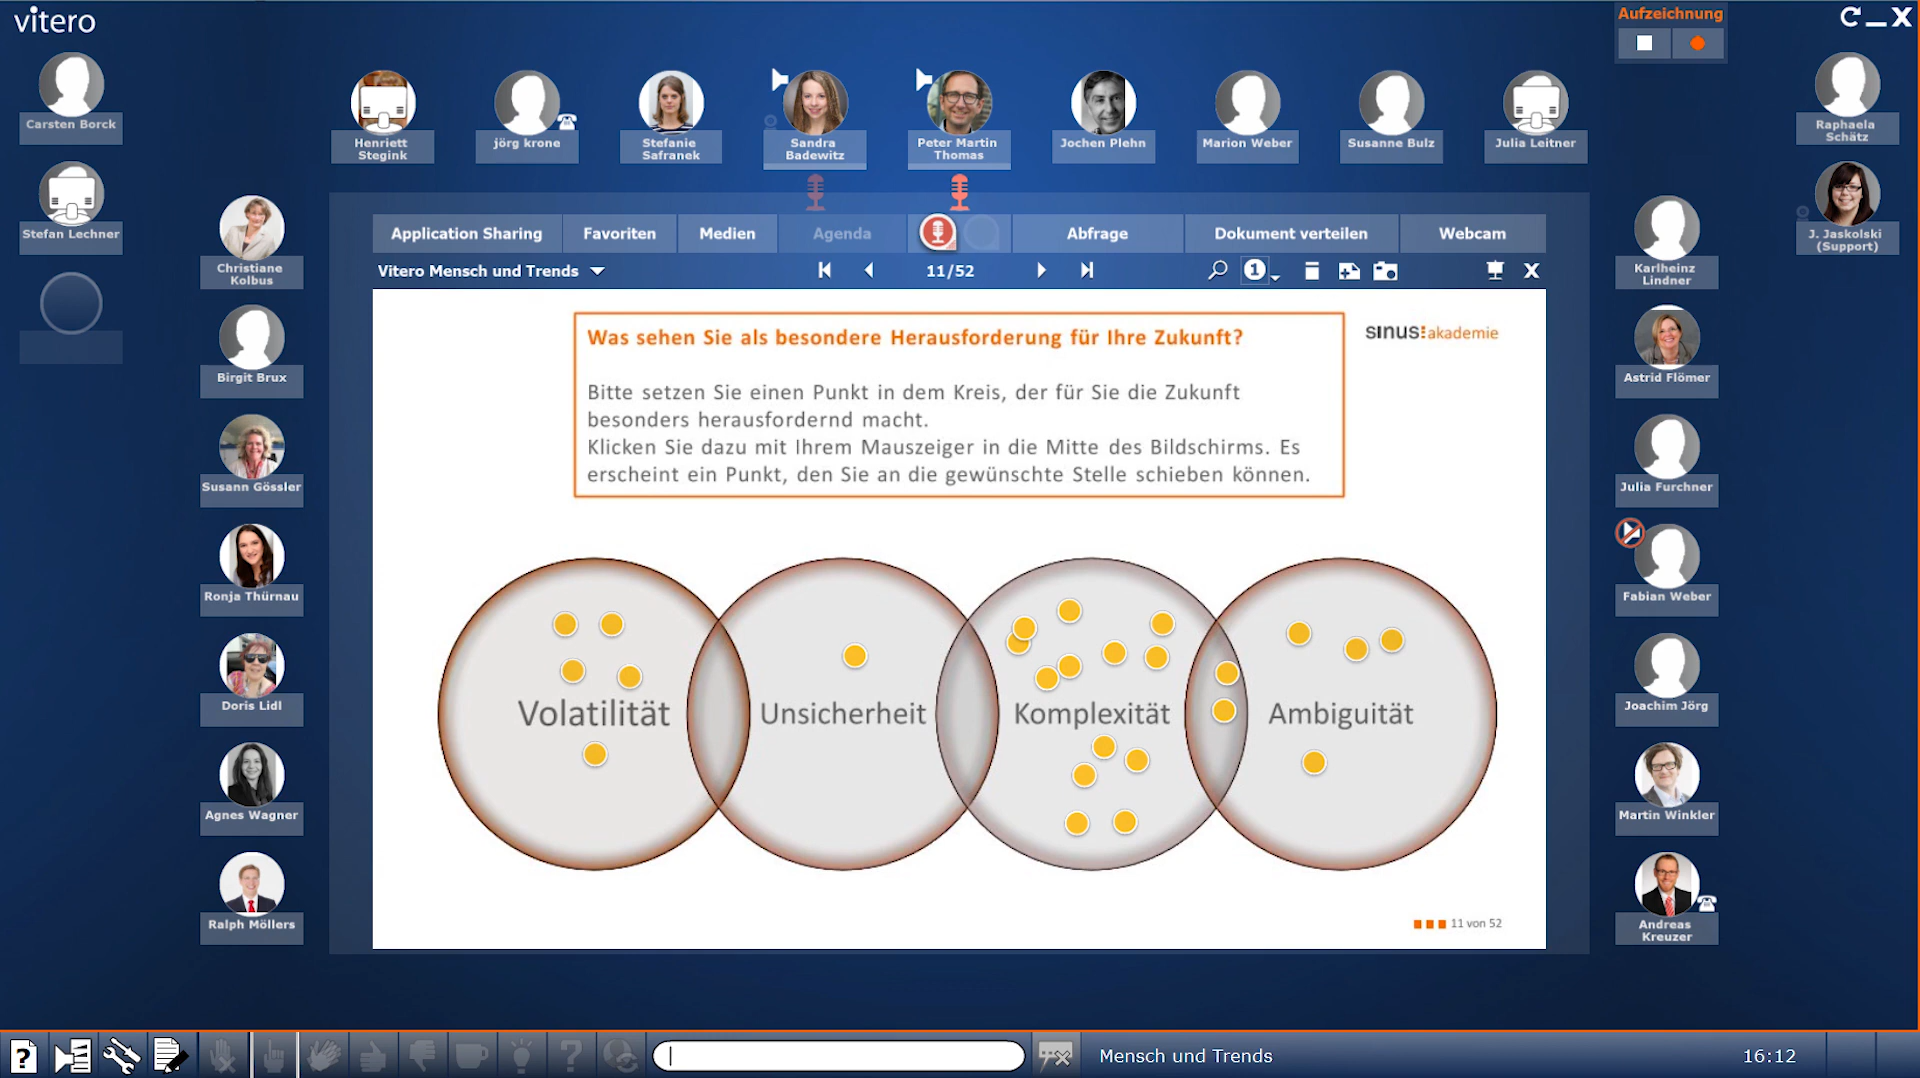 vitero
Aufzeichnung
Carsten Borck
Stefan Lechner
Henriett
Stegink
jörg krone
Stefanie
Safranek
Sandra
Badewitz
Peter Martin
Thomas
Jochen Plehn
Marion Weber
Susanne Bulz
Julia Leitner
Raphaela
Schätz
J. Jaskolski
(Support)
Christiane
Kolbus
Birgit Brux
Susann Gössler
Ronja Thürnau
Doris Lidl
Agnes Wagner
Ralph Möllers
Application Sharing Favoriten Medien Agenda Abfrage Dokument verteilen Webcam
Vitero Mensch und Trends 11/52 1
Was sehen Sie als besondere Herausforderung für Ihre Zukunft?
sinus:akademie
Bitte setzen Sie einen Punkt in dem Kreis, der für Sie die Zukunft
besonders herausfordernd macht.
Klicken Sie dazu mit Ihrem Mauszeiger in die Mitte des Bildschirms. Es
erscheint ein Punkt, den Sie an die gewünschte Stelle schieben können.
Volatilität Unsicherheit Komplexität Ambiguität
11 von 52
Karlheinz
Lindner
Astrid Flömer
Julia Furchner
Fabian Weber
Joachim Jörg
Martin Winkler
Andreas
Kreuzer
Mensch und Trends
16:12